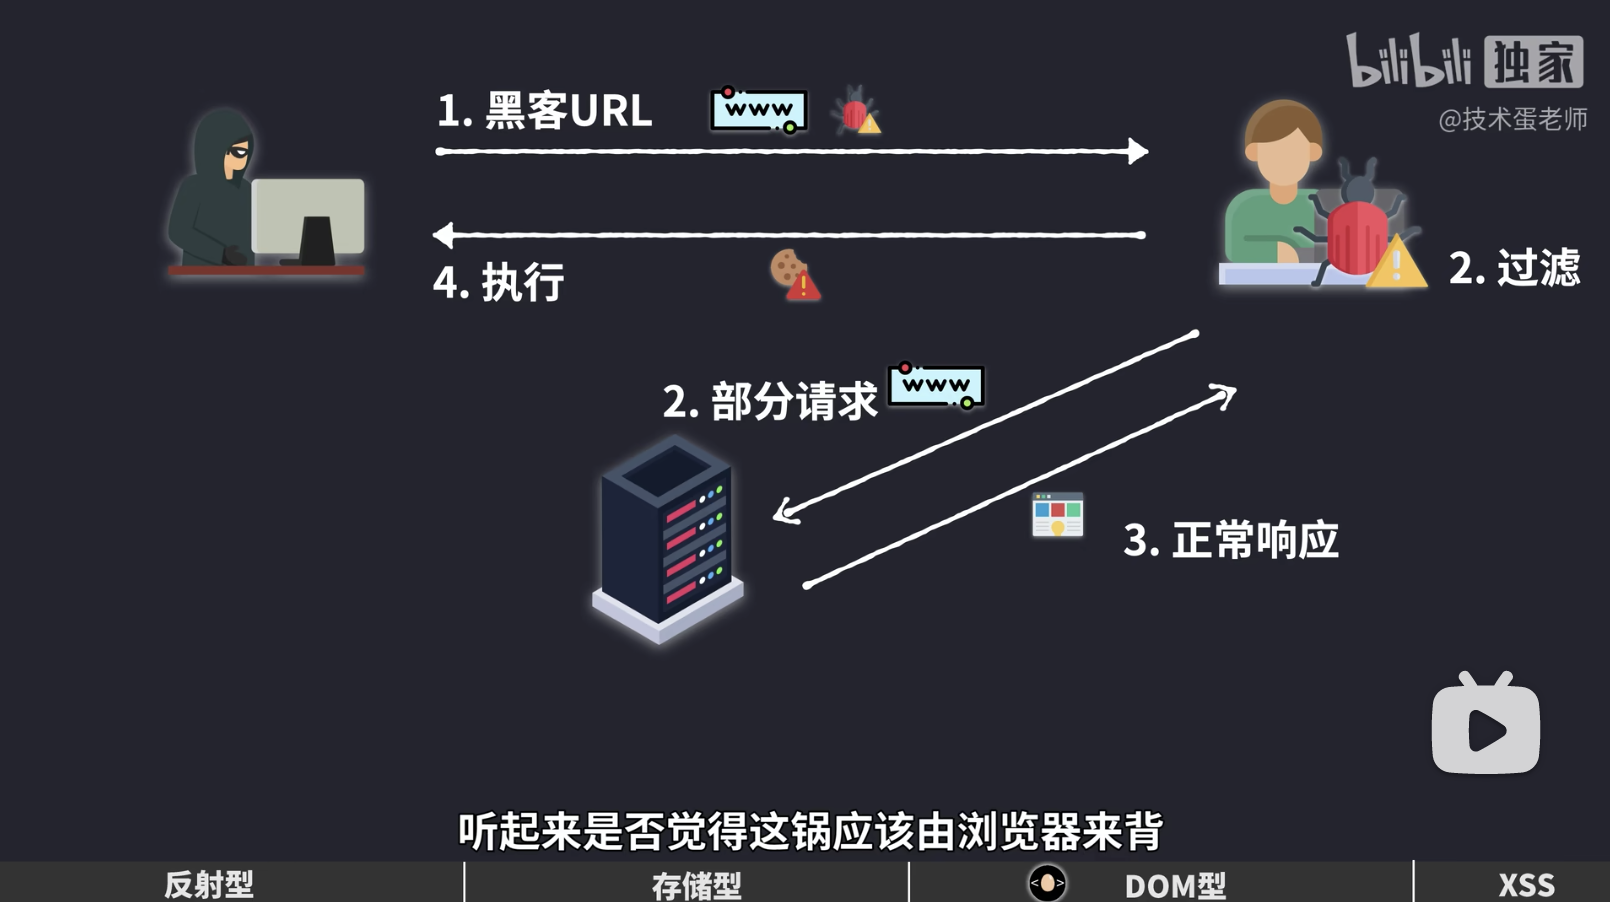 bilibili 独家
@技术蛋老师
1. 黑客URL
www
4. 执行
2. 过滤
2. 部分请求
www
3. 正常响应
听起来是否觉得这锅应该由浏览器来背
反射型
存储型
< >
DOM型
XSS